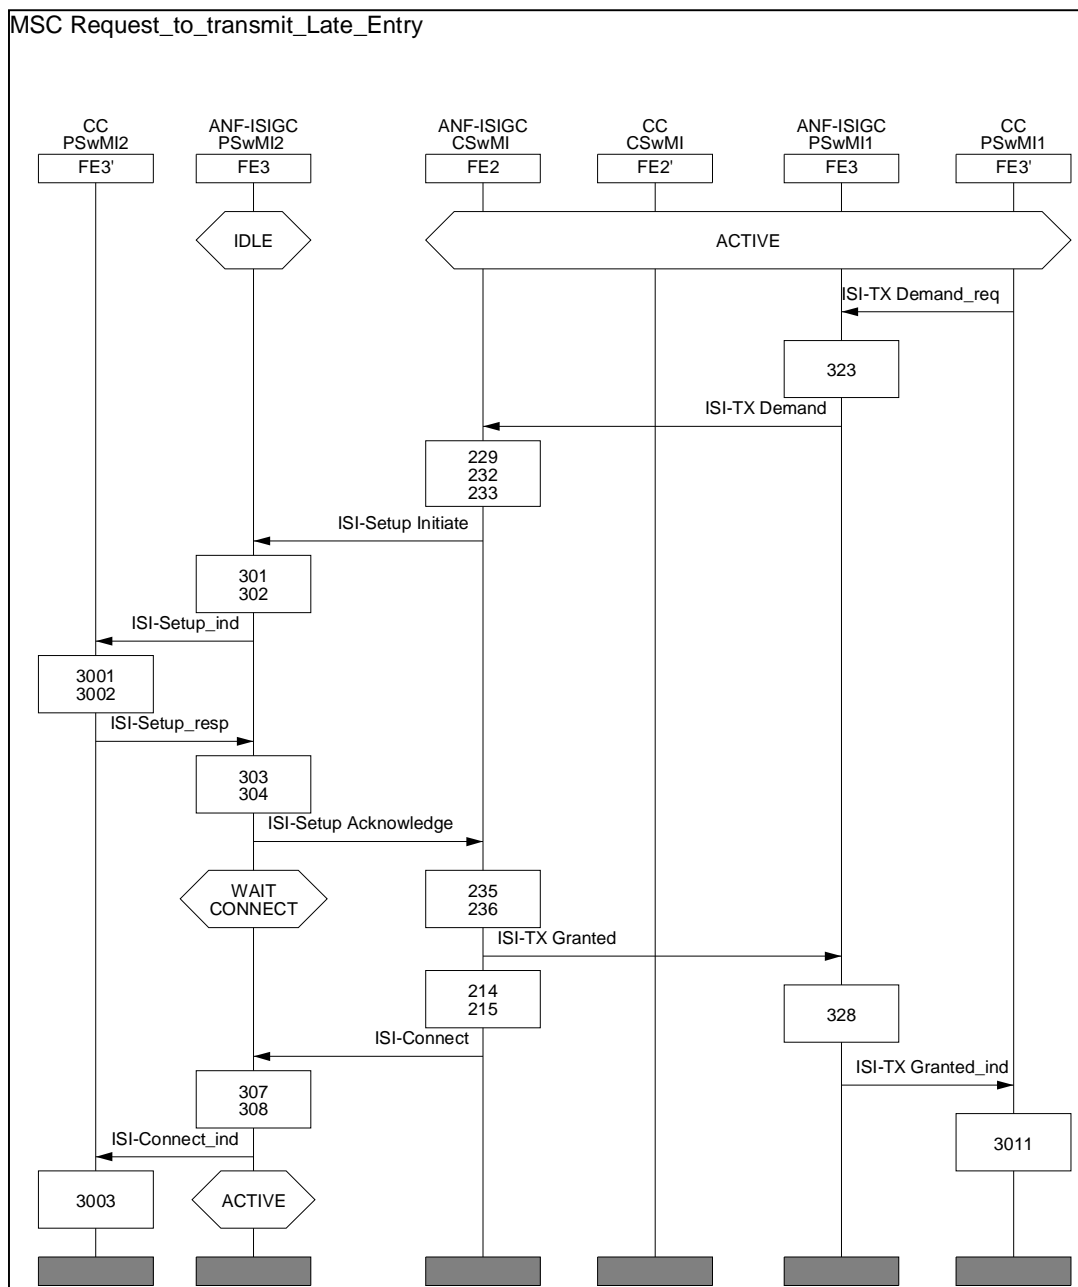 MSC Request_to_transmit_Late_Entry
CC ANF-ISIGC ANF-ISIGC CC ANF-ISIGC CC
PSwMI2 PSwMI2 CSwMI CSwMI PSwMI1 PSwMI1
FE3' FE3 FE2 FE2' FE3 FE3'
IDLE ACTIVE
ISI-TX Demand_req
323
ISI-TX Demand
229
232
233
ISI-Setup Initiate
301
302
ISI-Setup_ind
3001
3002
ISI-Setup_resp
303
304
ISI-Setup Acknowledge
WAIT
CONNECT
235
236
ISI-TX Granted
214
215
328
ISI-Connect
ISI-TX Granted_ind
307
308
3011
ISI-Connect_ind
3003 ACTIVE